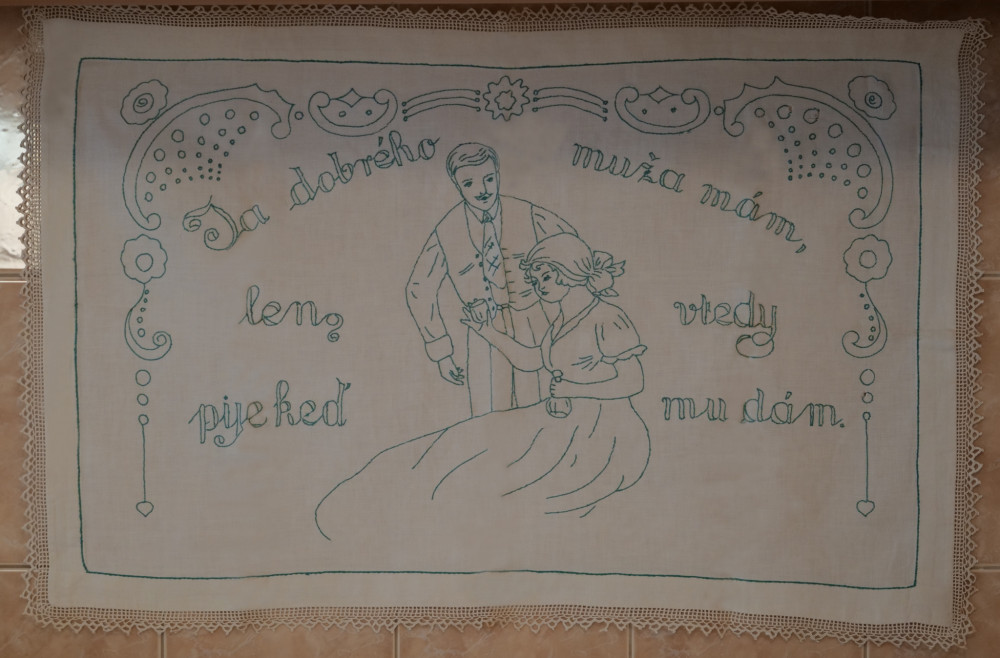 Ja dobrého muža mám,
len vtedy
pije keď mu dám.